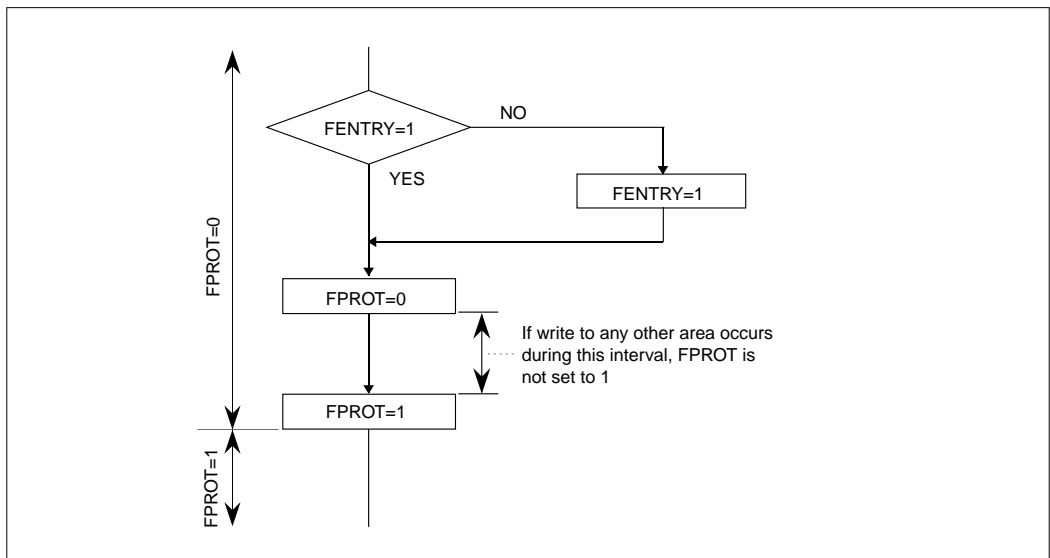 FENTRY=1
NO
YES
FENTRY=1
FPROT=0
FPROT=0
If write to any other area occurs
during this interval, FPROT is
not set to 1
FPROT=1
FPROT=1